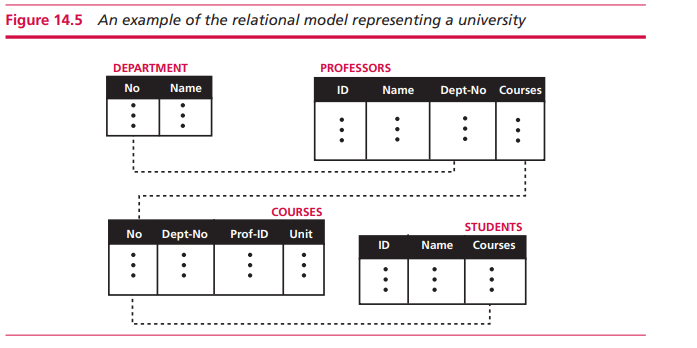 Figure 14.5 An example of the relational model representing a university
DEPARTMENT
No Name
PROFESSORS
ID Name Dept-No Courses
COURSES
No Dept-No Prof-ID Unit
STUDENTS
ID Name Courses